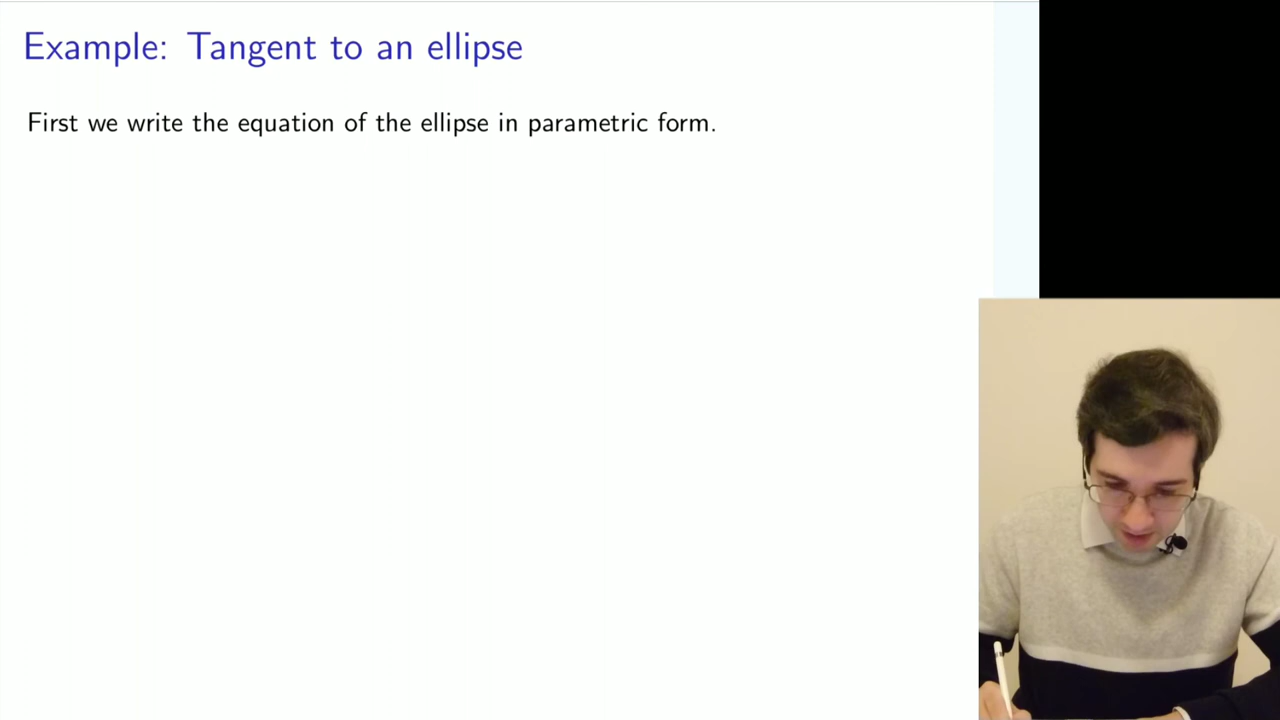 Example: Tangent to an ellipse
First we write the equation of the ellipse in parametric form.